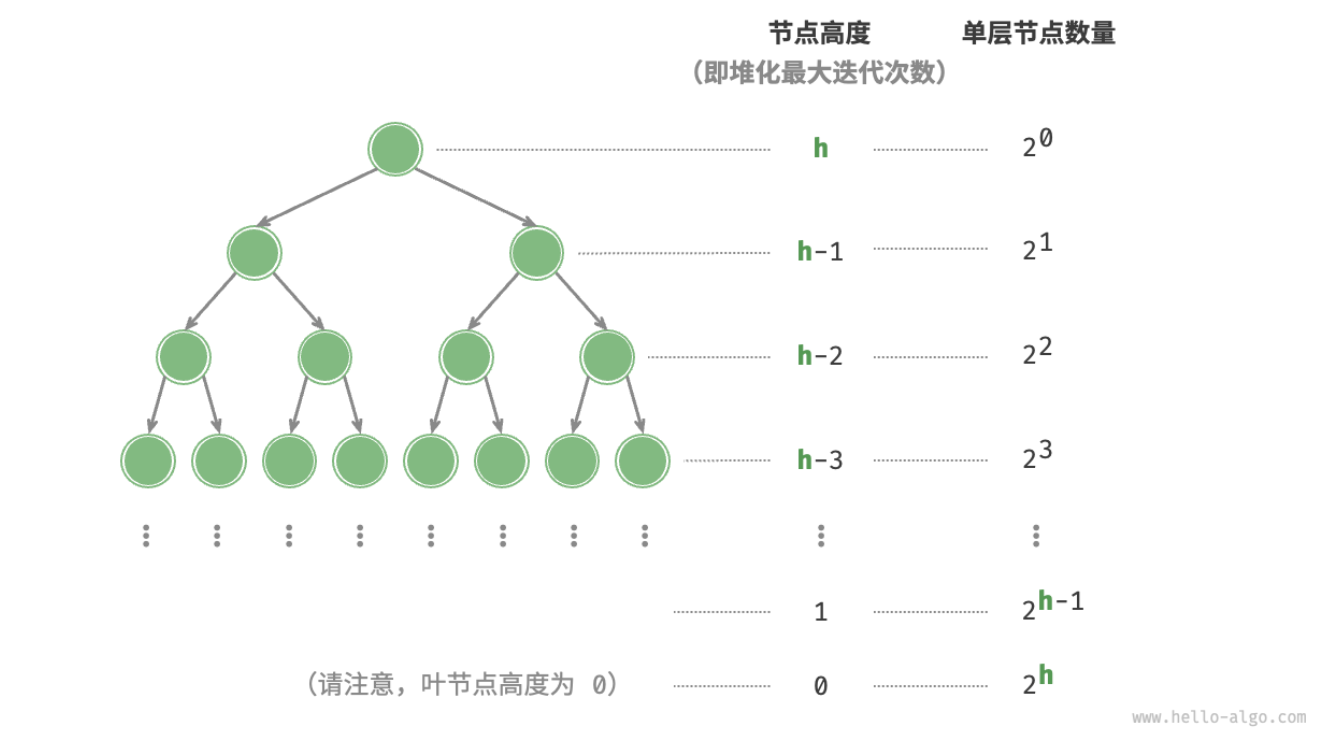 节点高度 单层节点数量
（即堆化最大迭代次数）
h 2^0
h-1 2^1
h-2 2^2
h-3 2^3
1 2^h-1
（请注意，叶节点高度为 0） 0 2^h
www.hello-algo.com